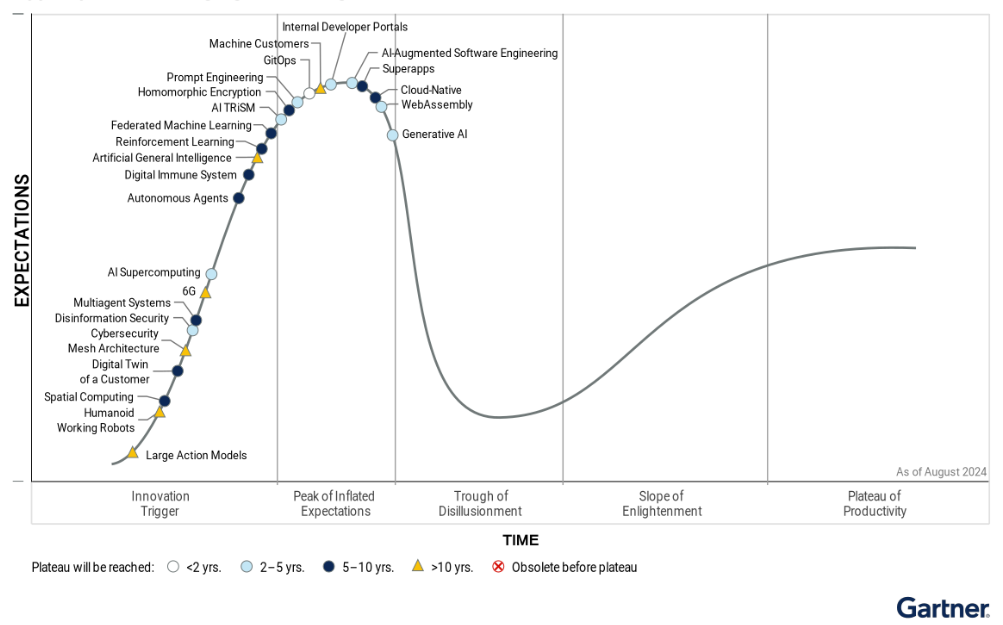 Internal Developer Portals
Machine Customers
GitOps
AI-Augmented Software Engineering
Superapps
Prompt Engineering
Homomorphic Encryption
Cloud-Native
AI TRiSM
WebAssembly
Federated Machine Learning
Generative AI
Reinforcement Learning
Artificial General Intelligence
Digital Immune System
Autonomous Agents
AI Supercomputing
6G
Multiagent Systems
Disinformation Security
Cybersecurity
Mesh Architecture
Digital Twin
of a Customer
Spatial Computing
Humanoid
Working Robots
Large Action Models
EXPECTATIONS
As of August 2024
Innovation
Trigger
Peak of Inflated
Expectations
Trough of
Disillusionment
Slope of
Enlightenment
Plateau of
Productivity
TIME
Plateau will be reached: <2 yrs. 2–5 yrs. 5–10 yrs. >10 yrs. Obsolete before plateau
Gartner